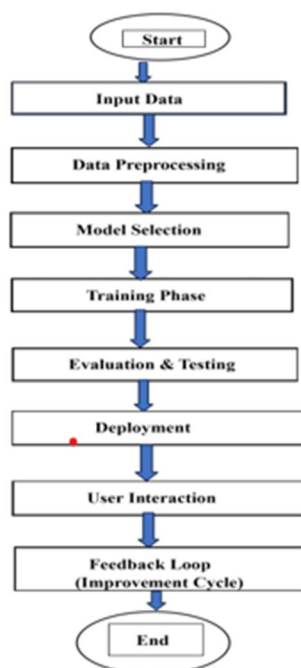 Start
Input Data
Data Preprocessing
Model Selection
Training Phase
Evaluation & Testing
Deployment
User Interaction
Feedback Loop
(Improvement Cycle)
End